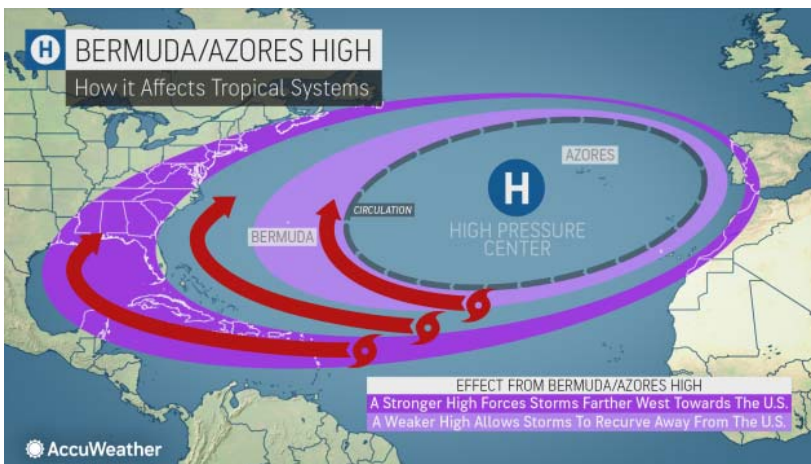 H BERMUDA/AZORES HIGH
How it Affects Tropical Systems
AZORES
H
CIRCULATION
BERMUDA
HIGH PRESSURE
CENTER
EFFECT FROM BERMUDA/AZORES HIGH
A Stronger High Forces Storms Farther West Towards The U.S.
A Weaker High Allows Storms To Recurve Away From The U.S.
AccuWeather